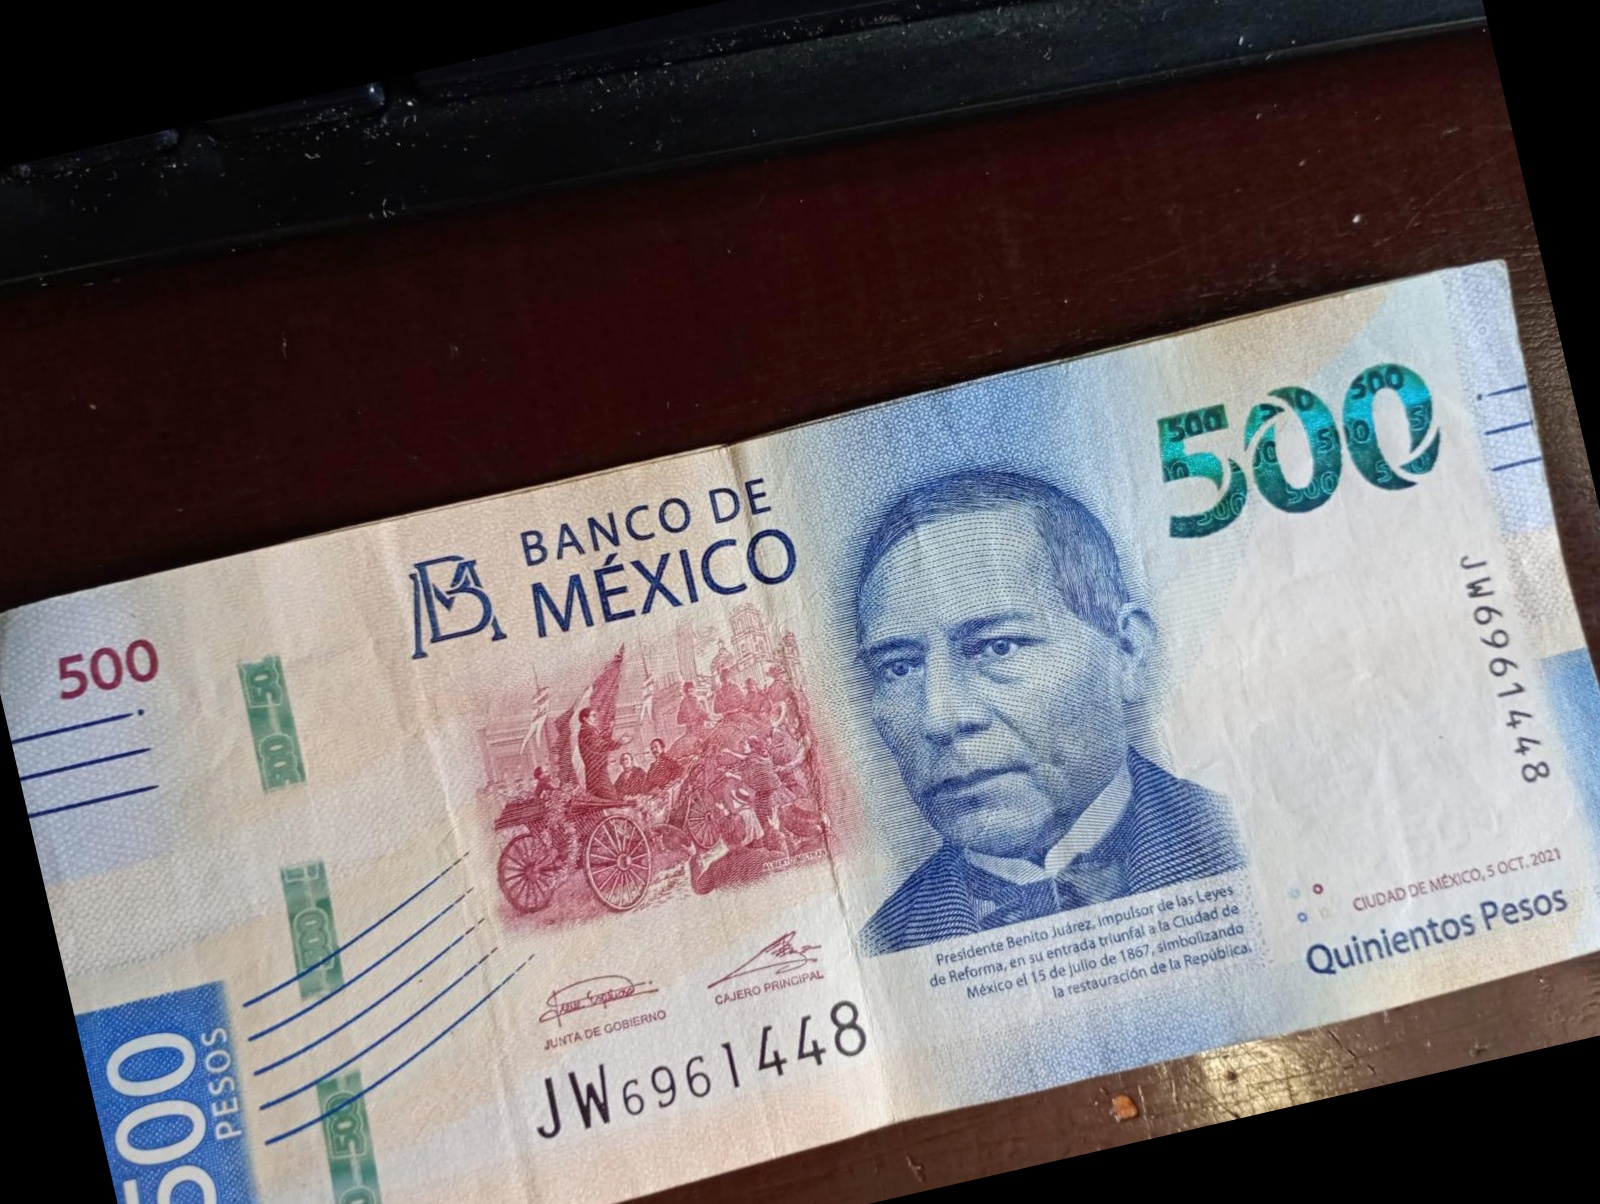 BANCO DE
MÉXICO
500
500
JW6961448
Presidente Benito Juárez, impulsor de las Leyes
de Reforma, en su entrada triunfal a la Ciudad de
México el 15 de julio de 1867, simbolizando
la restauración de la República.
CIUDAD DE MÉXICO, 5 OCT. 2021
Quinientos Pesos
JUNTA DE GOBIERNO
CAJERO PRINCIPAL
JW6961448
500
PESOS